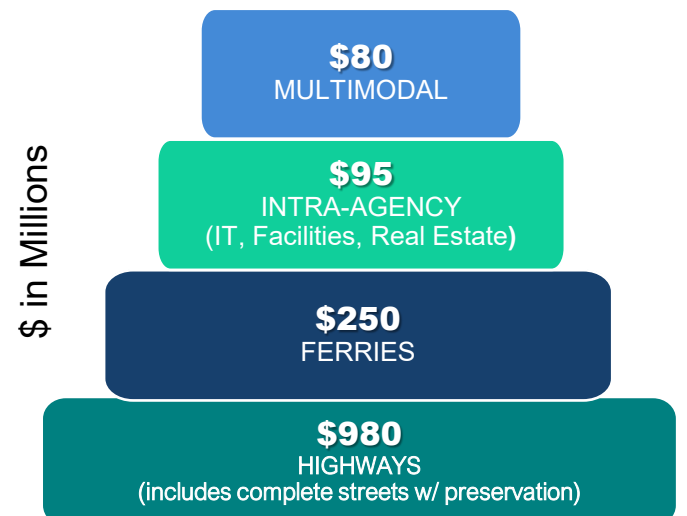 $ in Millions
$80
MULTIMODAL
$95
INTRA-AGENCY
(IT, Facilities, Real Estate)
$250
FERRIES
$980
HIGHWAYS
(includes complete streets w/ preservation)